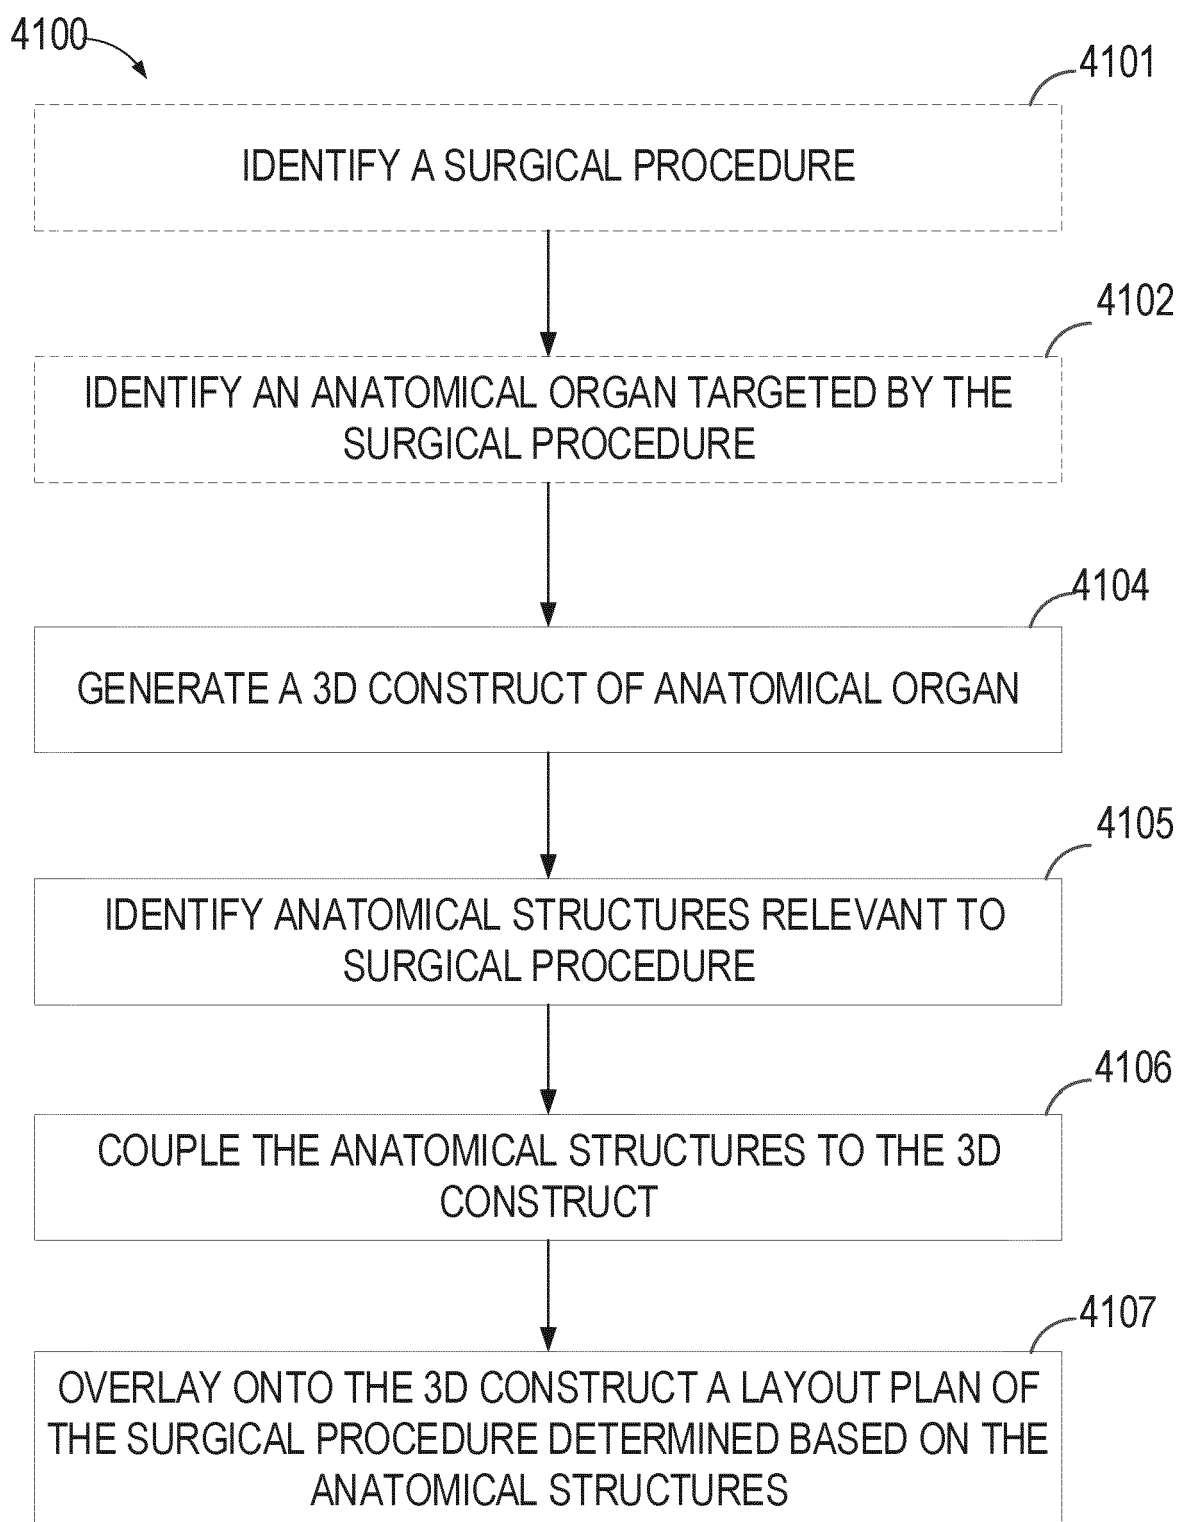 4100
4101
IDENTIFY A SURGICAL PROCEDURE
4102
IDENTIFY AN ANATOMICAL ORGAN TARGETED BY THE
SURGICAL PROCEDURE
4104
GENERATE A 3D CONSTRUCT OF ANATOMICAL ORGAN
4105
IDENTIFY ANATOMICAL STRUCTURES RELEVANT TO
SURGICAL PROCEDURE
4106
COUPLE THE ANATOMICAL STRUCTURES TO THE 3D
CONSTRUCT
4107
OVERLAY ONTO THE 3D CONSTRUCT A LAYOUT PLAN OF
THE SURGICAL PROCEDURE DETERMINED BASED ON THE
ANATOMICAL STRUCTURES